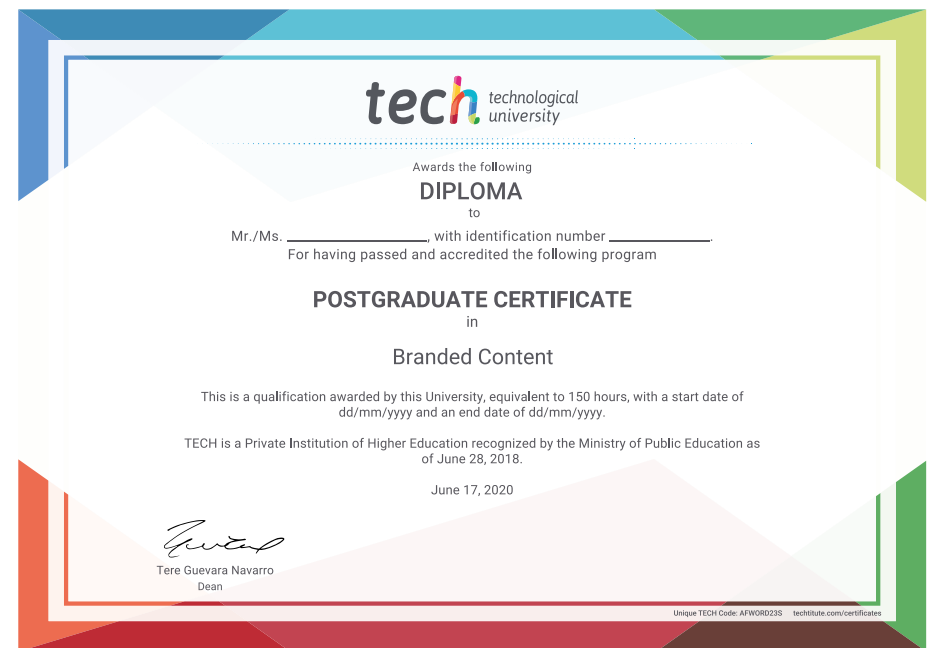 tech technological
university
Awards the following
DIPLOMA
to
Mr./Ms. ____________________, with identification number ______________.
For having passed and accredited the following program
POSTGRADUATE CERTIFICATE
in
Branded Content
This is a qualification awarded by this University, equivalent to 150 hours, with a start date of
dd/mm/yyyy and an end date of dd/mm/yyyy.
TECH is a Private Institution of Higher Education recognized by the Ministry of Public Education as
of June 28, 2018.
June 17, 2020
Tere Guevara Navarro
Dean
Unique TECH Code: AFWORD23S techtitute.com/certificates